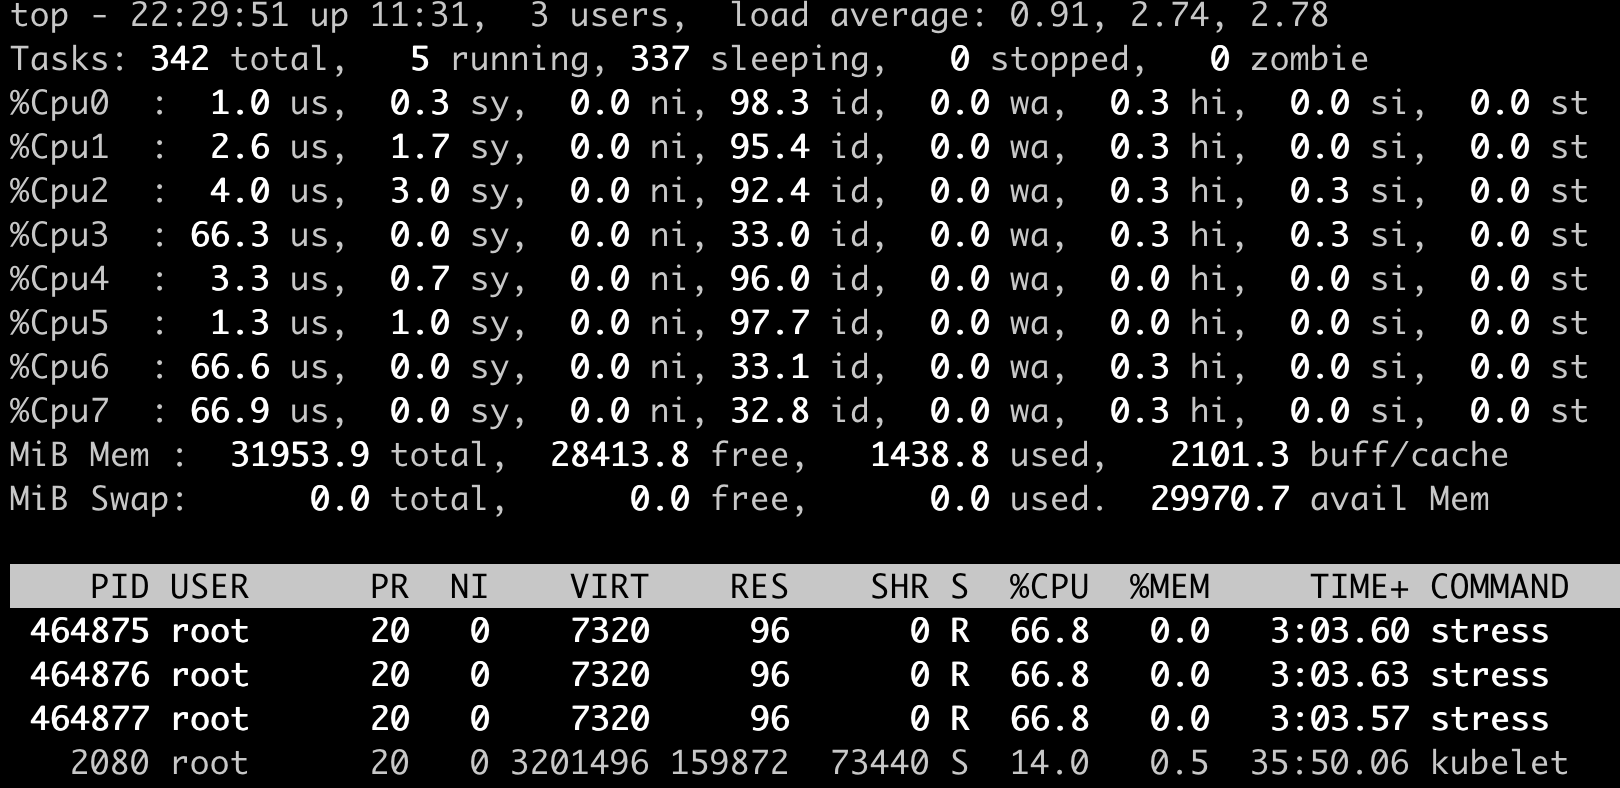 top - 22:29:51 up 11:31,  3 users,  load average: 0.91, 2.74, 2.78
Tasks: 342 total,   5 running, 337 sleeping,   0 stopped,   0 zombie
%Cpu0  :  1.0 us,  0.3 sy,  0.0 ni, 98.3 id,  0.0 wa,  0.3 hi,  0.0 si,  0.0 st
%Cpu1  :  2.6 us,  1.7 sy,  0.0 ni, 95.4 id,  0.0 wa,  0.3 hi,  0.0 si,  0.0 st
%Cpu2  :  4.0 us,  3.0 sy,  0.0 ni, 92.4 id,  0.0 wa,  0.3 hi,  0.3 si,  0.0 st
%Cpu3  : 66.3 us,  0.0 sy,  0.0 ni, 33.0 id,  0.0 wa,  0.3 hi,  0.3 si,  0.0 st
%Cpu4  :  3.3 us,  0.7 sy,  0.0 ni, 96.0 id,  0.0 wa,  0.0 hi,  0.0 si,  0.0 st
%Cpu5  :  1.3 us,  1.0 sy,  0.0 ni, 97.7 id,  0.0 wa,  0.0 hi,  0.0 si,  0.0 st
%Cpu6  : 66.6 us,  0.0 sy,  0.0 ni, 33.1 id,  0.0 wa,  0.3 hi,  0.0 si,  0.0 st
%Cpu7  : 66.9 us,  0.0 sy,  0.0 ni, 32.8 id,  0.0 wa,  0.3 hi,  0.0 si,  0.0 st
MiB Mem :  31953.9 total,  28413.8 free,   1438.8 used,   2101.3 buff/cache
MiB Swap:      0.0 total,      0.0 free,      0.0 used.  29970.7 avail Mem
    PID USER      PR  NI    VIRT    RES    SHR S  %CPU  %MEM     TIME+ COMMAND
 464875 root      20   0    7320     96      0 R  66.8   0.0   3:03.60 stress
 464876 root      20   0    7320     96      0 R  66.8   0.0   3:03.63 stress
 464877 root      20   0    7320     96      0 R  66.8   0.0   3:03.57 stress
   2080 root      20   0 3201496 159872  73440 S  14.0   0.5  35:50.06 kubelet